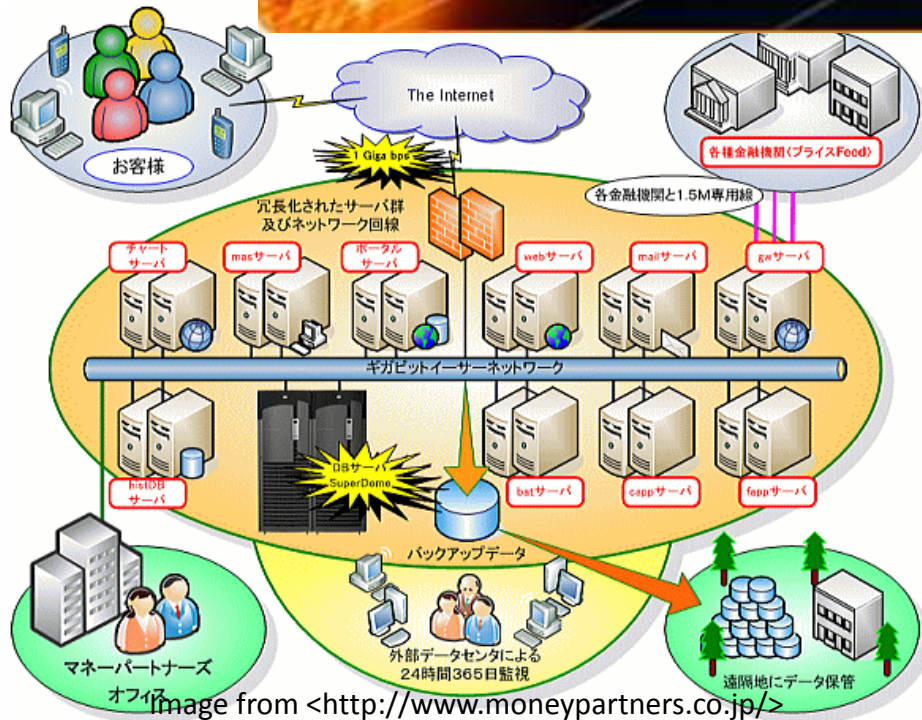 The Internet
お客様
1 Giga bps
各種金融機関(プライスFeed)
各金融機関と1.5M専用線
冗長化されたサーバ群
及びネットワーク回線
チャート
サーバ
masサーバ
ポータル
サーバ
webサーバ
mailサーバ
gwサーバ
ギガビットイーサーネットワーク
histDB
サーバ
DBサーバ
SuperDome
batサーバ
cappサーバ
fappサーバ
バックアップデータ
マネーパートナーズ
オフィス
外部データセンタによる
24時間365日監視
遠隔地にデータ保管
Image from <http://www.moneypartners.co.jp/>